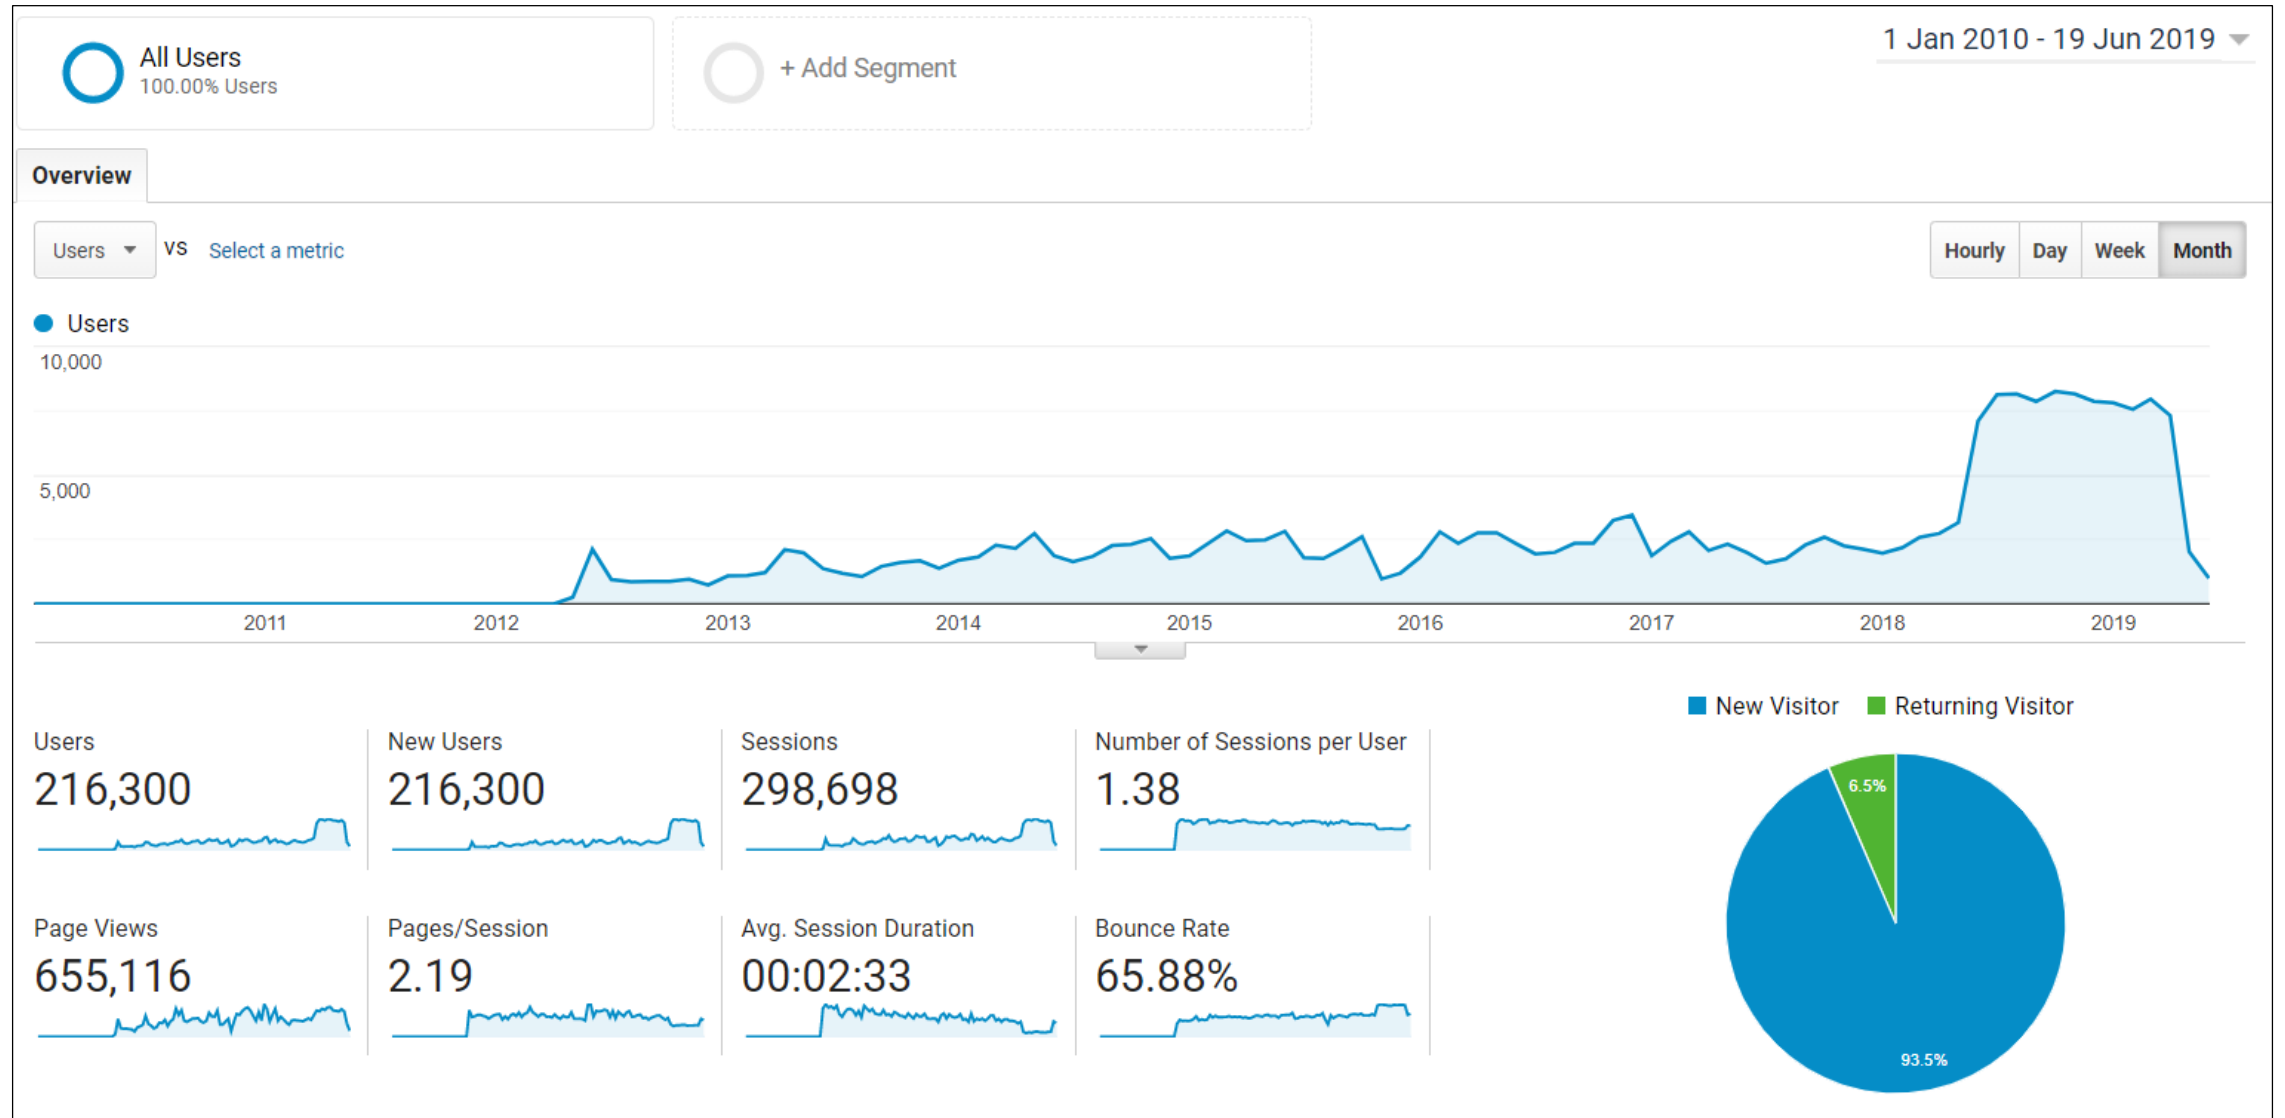 All Users
100.00% Users
+ Add Segment
1 Jan 2010 - 19 Jun 2019
Overview
Users VS Select a metric
Hourly Day Week Month
Users
10,000
5,000
2011 2012 2013 2014 2015 2016 2017 2018 2019
New Visitor Returning Visitor
Users
216,300
New Users
216,300
Sessions
298,698
Number of Sessions per User
1.38
Page Views
655,116
Pages/Session
2.19
Avg. Session Duration
00:02:33
Bounce Rate
65.88%
6.5%
93.5%